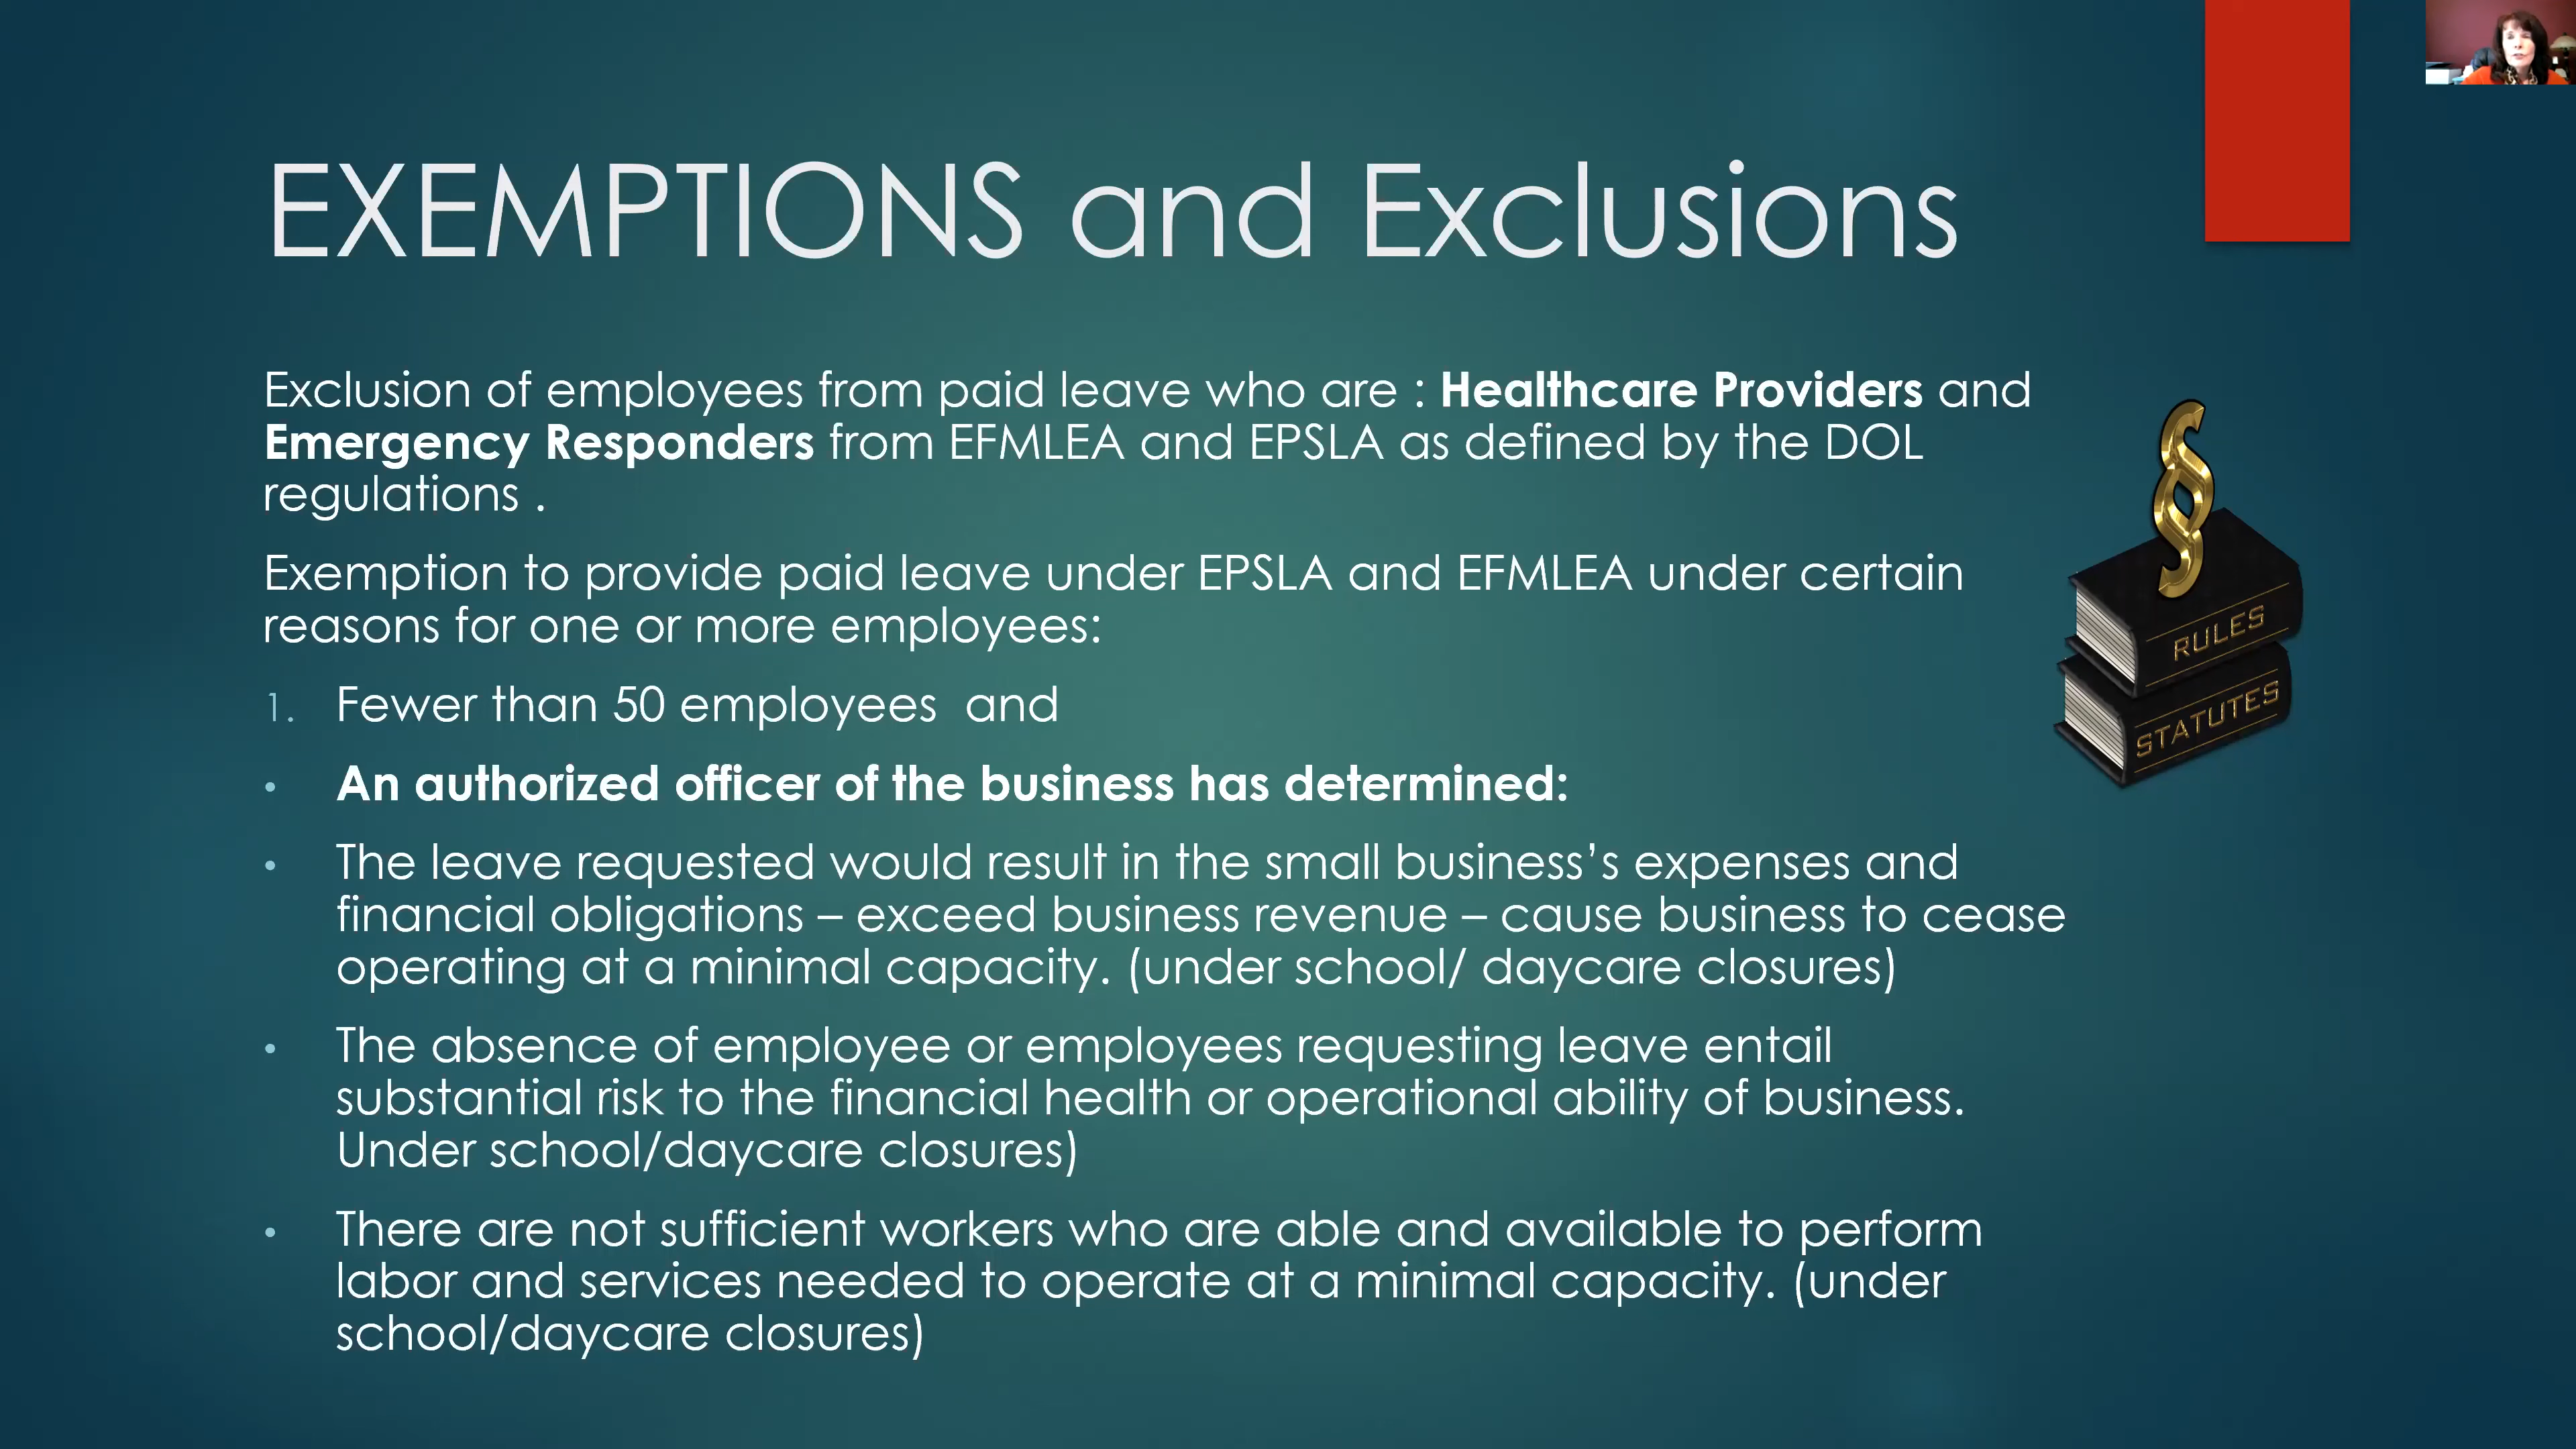 EXEMPTIONS and Exclusions
Exclusion of employees from paid leave who are : Healthcare Providers and
Emergency Responders from EFMLEA and EPSLA as defined by the DOL
regulations .
Exemption to provide paid leave under EPSLA and EFMLEA under certain
reasons for one or more employees:
1. Fewer than 50 employees  and
• An authorized officer of the business has determined:
• The leave requested would result in the small business’s expenses and
financial obligations – exceed business revenue – cause business to cease
operating at a minimal capacity. (under school/ daycare closures)
• The absence of employee or employees requesting leave entail
substantial risk to the financial health or operational ability of business.
Under school/daycare closures)
• There are not sufficient workers who are able and available to perform
labor and services needed to operate at a minimal capacity. (under
school/daycare closures)
§
RULES
STATUTES